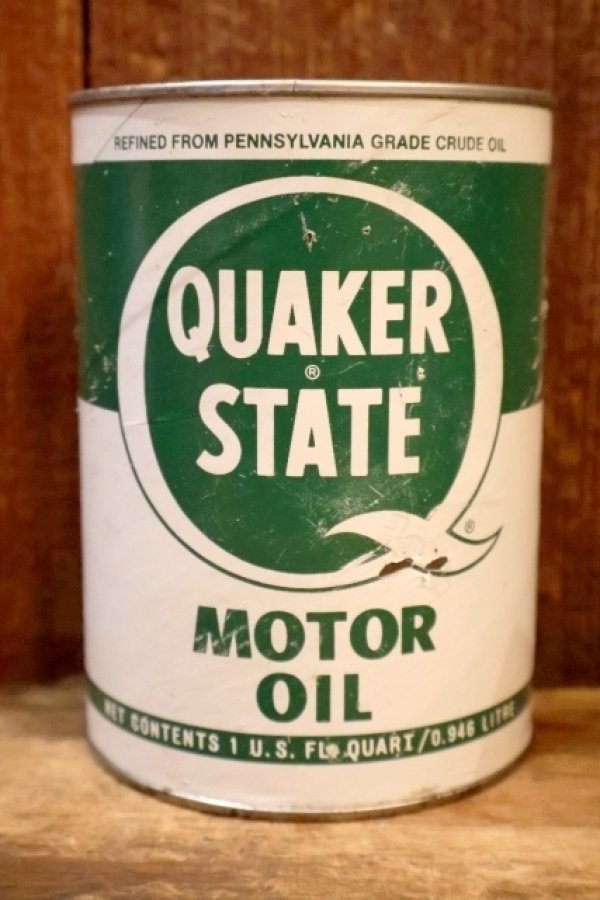 REFINED FROM PENNSYLVANIA GRADE CRUDE OIL
QUAKER
®
STATE
®
MOTOR
OIL
NET CONTENTS 1 U.S. FL. QUART/0.946 LITRE